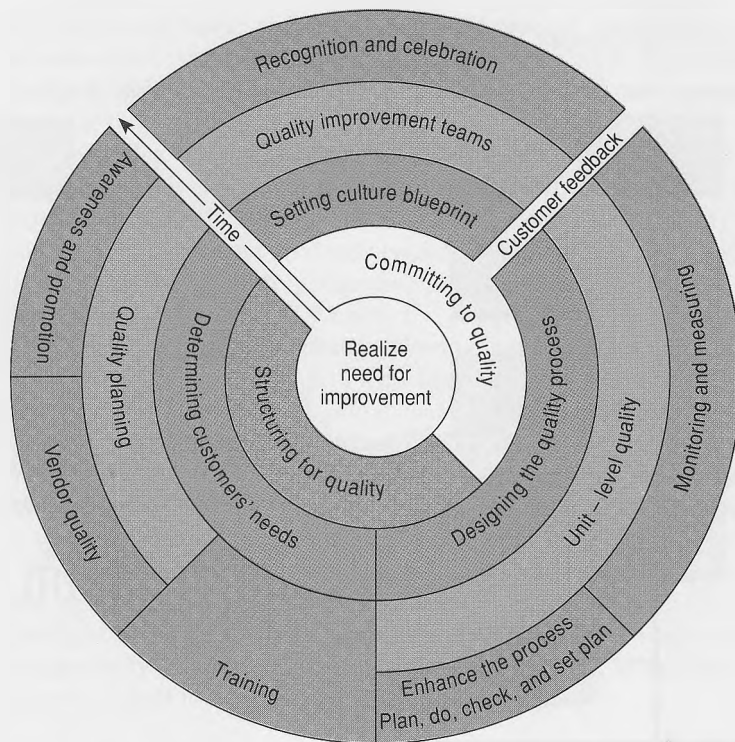 Recognition and celebration
Quality improvement teams
Setting culture blueprint
Committing to quality
Realize
need for
improvement
Time
Customer feedback
Awareness and promotion
Quality planning
Determining customers' needs
Structuring for quality
Designing the quality process
Unit – level quality
Monitoring and measuring
Vendor quality
Training
Enhance the process
Plan, do, check, and set plan